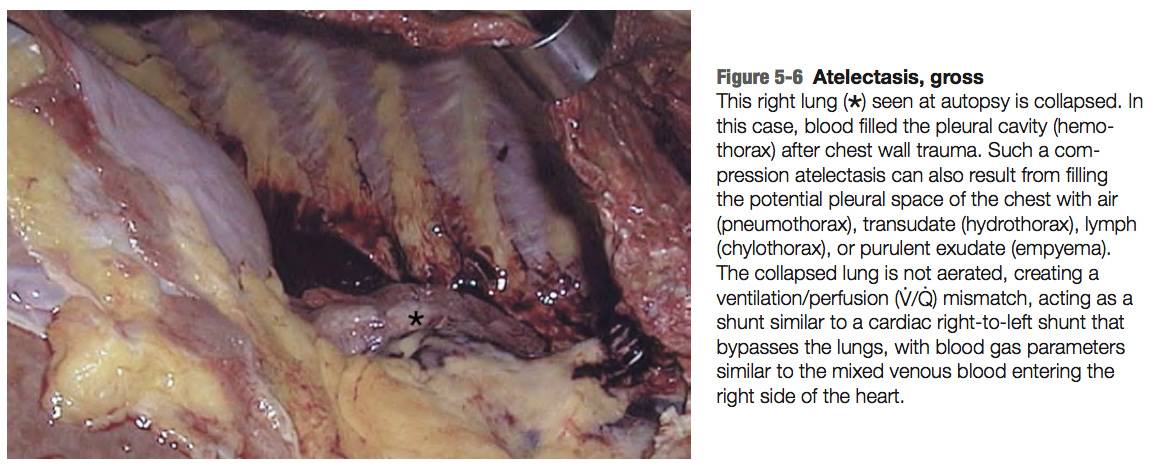 Figure 5-6 Atelectasis, gross
This right lung (*) seen at autopsy is collapsed. In
this case, blood filled the pleural cavity (hemo-
thorax) after chest wall trauma. Such a com-
pression atelectasis can also result from filling
the potential pleural space of the chest with air
(pneumothorax), transudate (hydrothorax), lymph
(chylothorax), or purulent exudate (empyema).
The collapsed lung is not aerated, creating a
ventilation/perfusion (V̇/Q̇) mismatch, acting as a
shunt similar to a cardiac right-to-left shunt that
bypasses the lungs, with blood gas parameters
similar to the mixed venous blood entering the
right side of the heart.
*